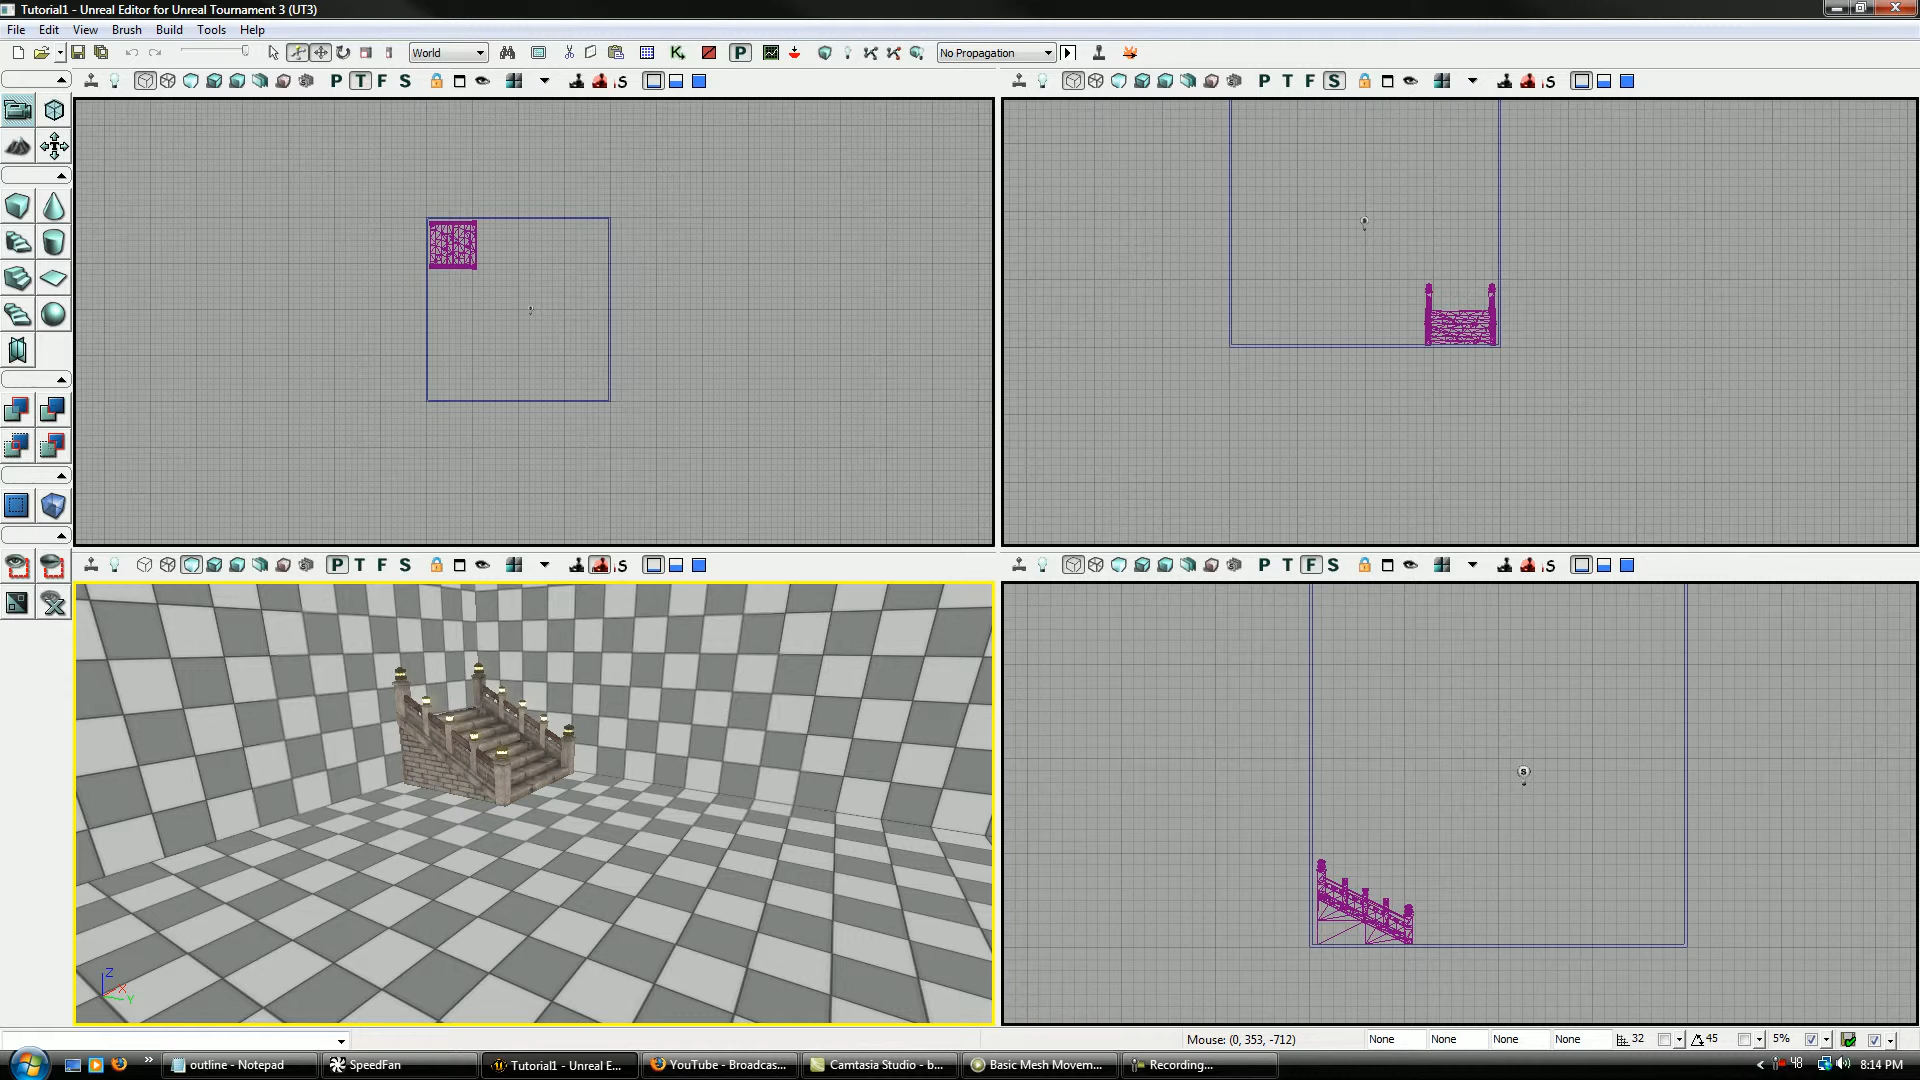 Tutorial1 - Unreal Editor for Unreal Tournament 3 (UT3)
File Edit View Brush Build Tools Help
World
K
P
No Propagation
P T F S
S
P T F S
S
P T F S
S
P T F S
S
S
Z
X
Y
Mouse: (0, 353, -712)
None
None
None
None
32
45
5%
outline - Notepad
SpeedFan
Tutorial1 - Unreal E...
YouTube - Broadcas...
Camtasia Studio - b...
Basic Mesh Movem...
Recording...
48
8:14 PM